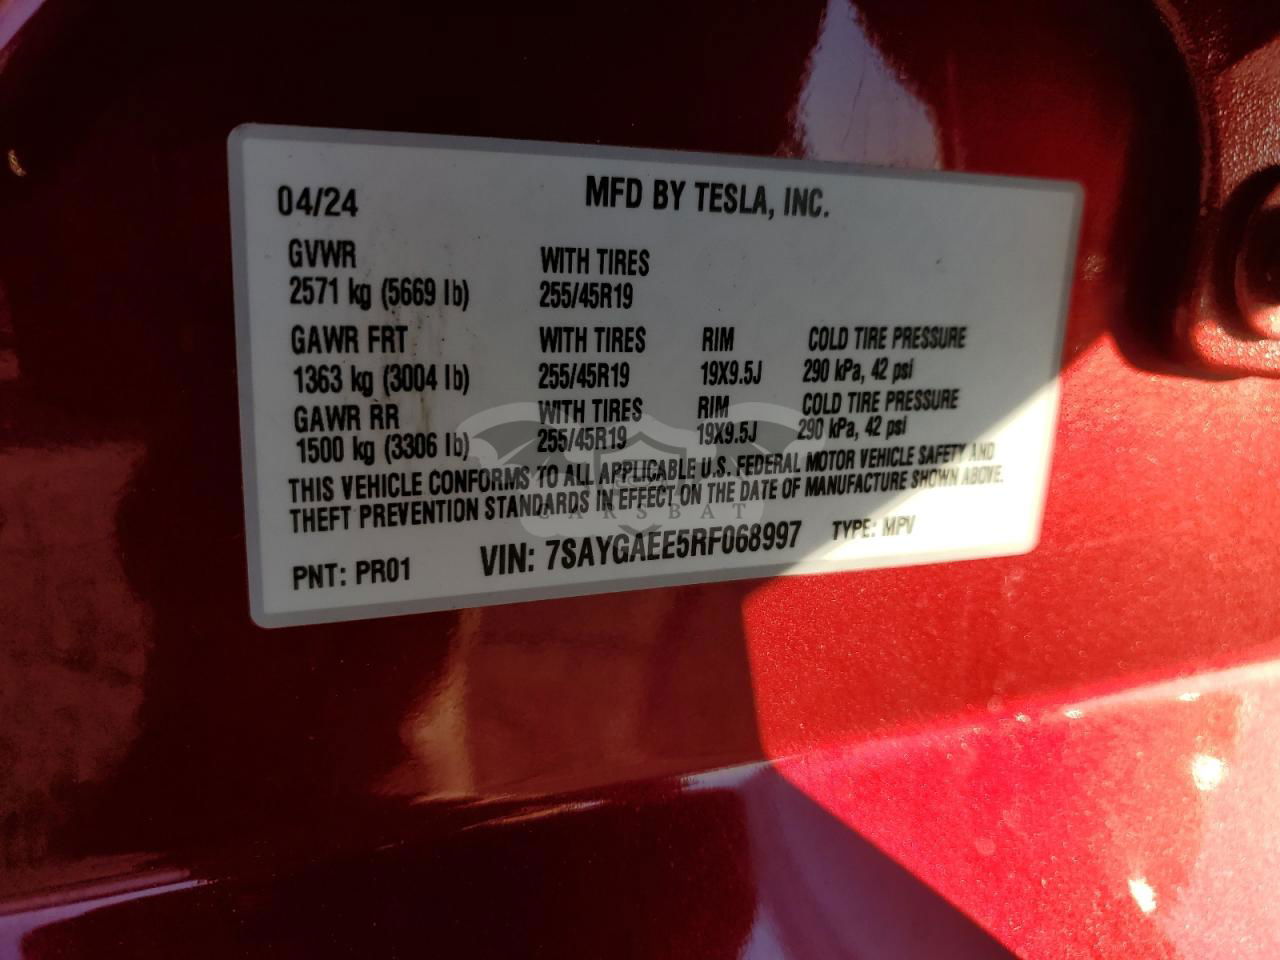 04/24 MFD BY TESLA, INC.
GVWR WITH TIRES
2571 kg (5669 lb) 255/45R19
GAWR FRT WITH TIRES RIM COLD TIRE PRESSURE
1363 kg (3004 lb) 255/45R19 19X9.5J 290 kPa, 42 psi
GAWR RR WITH TIRES RIM COLD TIRE PRESSURE
1500 kg (3306 lb) 255/45R19 19X9.5J 290 kPa, 42 psi
THIS VEHICLE CONFORMS TO ALL APPLICABLE U.S. FEDERAL MOTOR VEHICLE SAFETY AND
THEFT PREVENTION STANDARDS IN EFFECT ON THE DATE OF MANUFACTURE SHOWN ABOVE.
CARSBAT
PNT: PR01 VIN: 7SAYGAEE5RF068997 TYPE: MPV